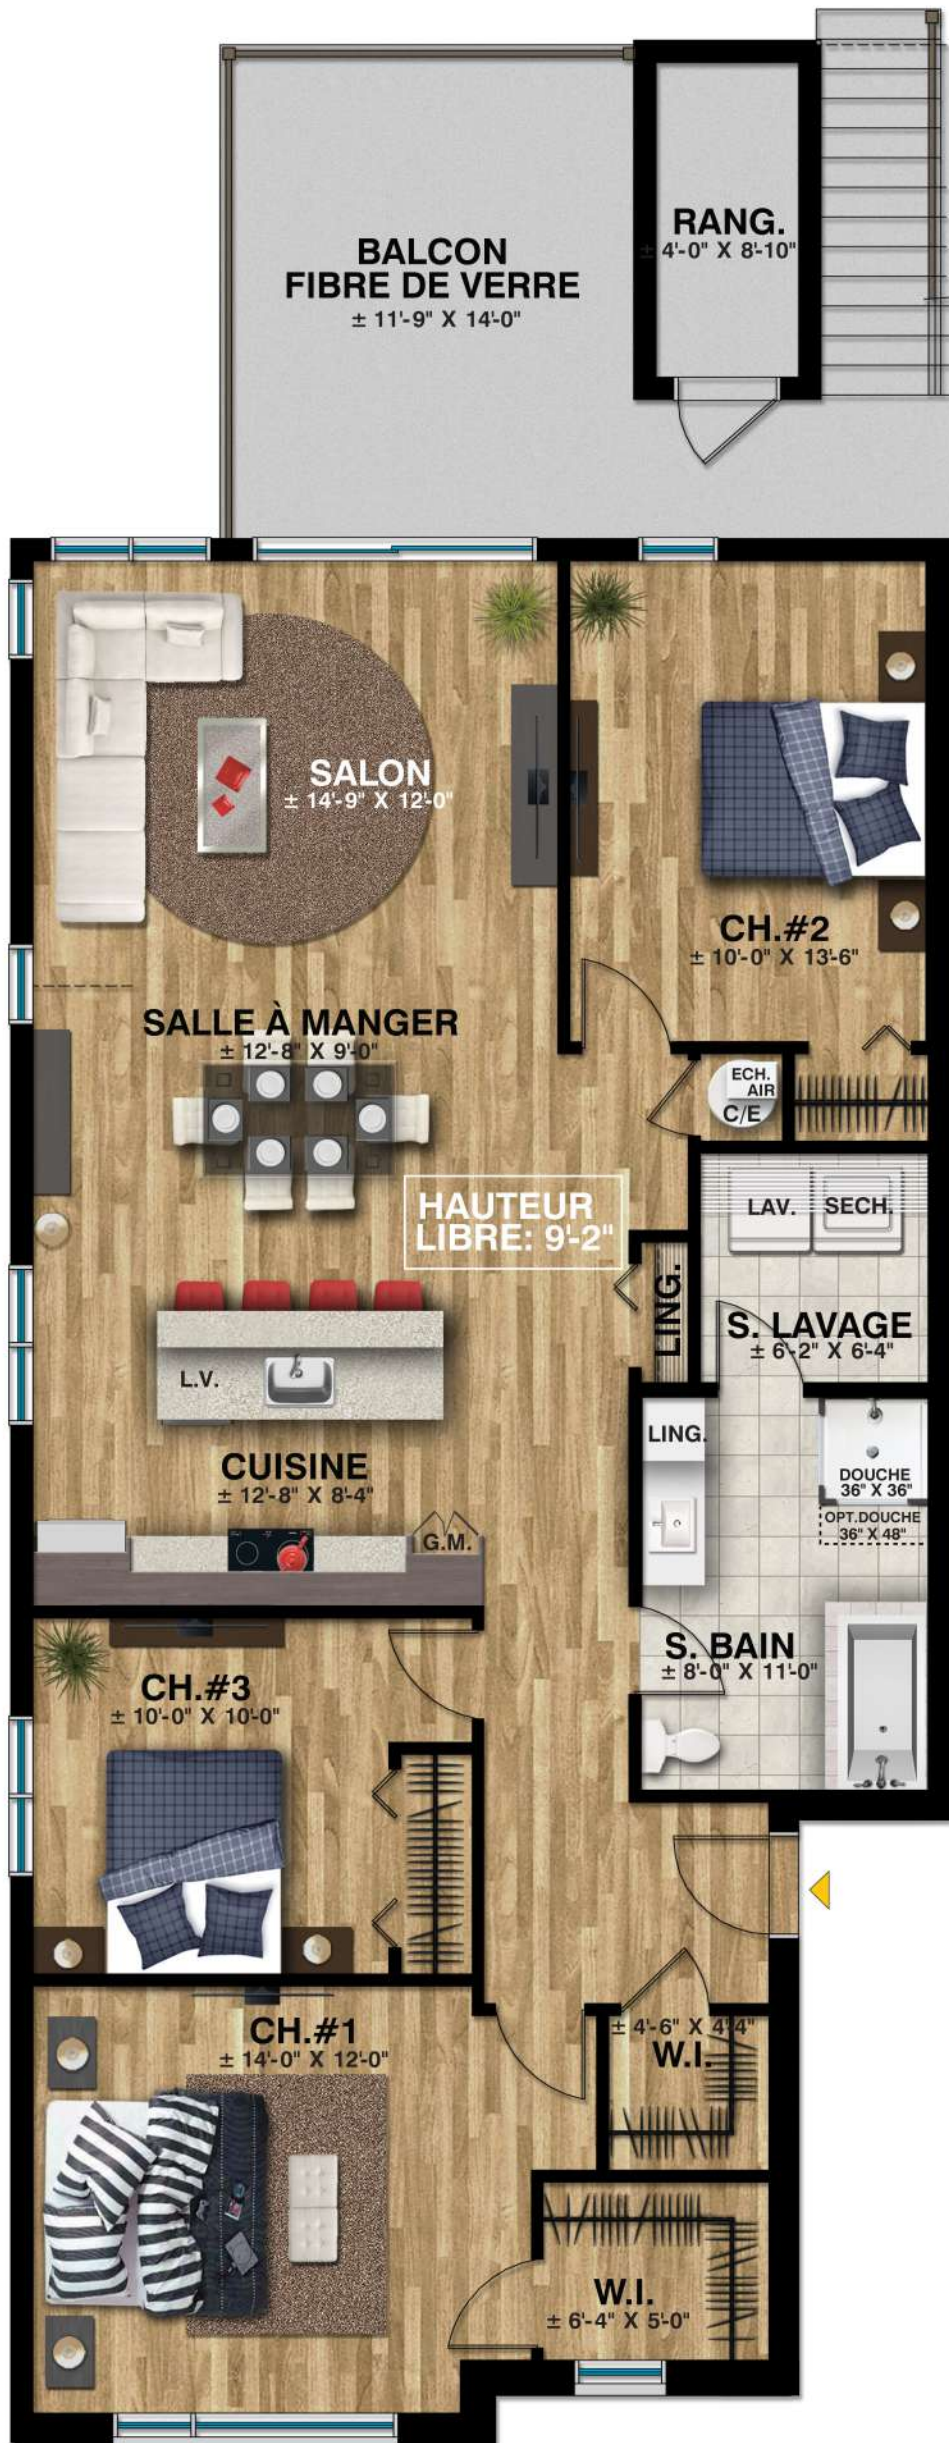 RANG.
± 4'-0" X 8'-10"
BALCON
FIBRE DE VERRE
± 11'-9" X 14'-0"
SALON
± 14'-9" X 12'-0"
CH.#2
± 10'-0" X 13'-6"
SALLE À MANGER
± 12'-8" X 9'-0"
ECH.
AIR
C/E
HAUTEUR
LIBRE: 9'-2"
LAV.
SECH.
LING.
S. LAVAGE
± 6'-2" X 6'-4"
L.V.
LING.
CUISINE
± 12'-8" X 8'-4"
DOUCHE
36" X 36"
OPT.DOUCHE
36" X 48"
G.M.
S. BAIN
± 8'-0" X 11'-0"
CH.#3
± 10'-0" X 10'-0"
CH.#1
± 14'-0" X 12'-0"
± 4'-6" X 4'-4"
W.I.
W.I.
± 6'-4" X 5'-0"